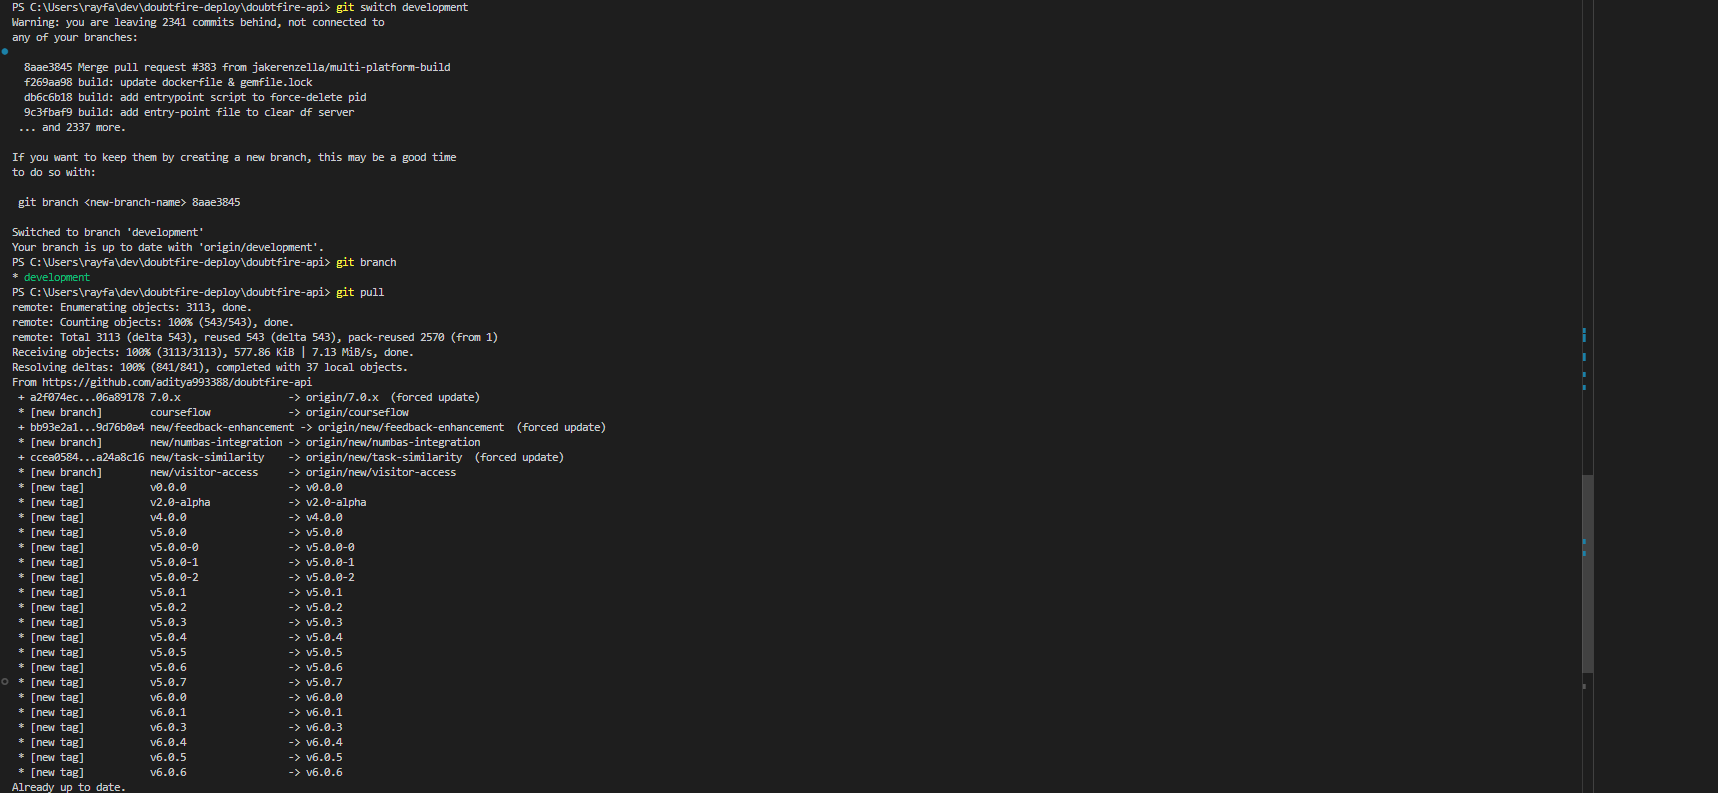 PS C:\Users\rayfa\dev\doubtfire-deploy\doubtfire-api> git switch development
Warning: you are leaving 2341 commits behind, not connected to
any of your branches:
8aae3845 Merge pull request #383 from jakerenzella/multi-platform-build
f269aa98 build: update dockerfile & gemfile.lock
db6c6b18 build: add entrypoint script to force-delete pid
9c3fbaf9 build: add entry-point file to clear df server
... and 2337 more.
If you want to keep them by creating a new branch, this may be a good time
to do so with:
git branch <new-branch-name> 8aae3845
Switched to branch 'development'
Your branch is up to date with 'origin/development'.
PS C:\Users\rayfa\dev\doubtfire-deploy\doubtfire-api> git branch
* development
PS C:\Users\rayfa\dev\doubtfire-deploy\doubtfire-api> git pull
remote: Enumerating objects: 3113, done.
remote: Counting objects: 100% (543/543), done.
remote: Total 3113 (delta 543), reused 543 (delta 543), pack-reused 2570 (from 1)
Receiving objects: 100% (3113/3113), 577.86 KiB | 7.13 MiB/s, done.
Resolving deltas: 100% (841/841), completed with 37 local objects.
From https://github.com/aditya993388/doubtfire-api
+ a2f074ec...06a89178 7.0.x -> origin/7.0.x (forced update)
* [new branch] courseflow -> origin/courseflow
+ bb93e2a1...9d76b0a4 new/feedback-enhancement -> origin/new/feedback-enhancement (forced update)
* [new branch] new/numbas-integration -> origin/new/numbas-integration
+ ccea0584...a24a8c16 new/task-similarity -> origin/new/task-similarity (forced update)
* [new branch] new/visitor-access -> origin/new/visitor-access
* [new tag] v0.0.0 -> v0.0.0
* [new tag] v2.0-alpha -> v2.0-alpha
* [new tag] v4.0.0 -> v4.0.0
* [new tag] v5.0.0 -> v5.0.0
* [new tag] v5.0.0-0 -> v5.0.0-0
* [new tag] v5.0.0-1 -> v5.0.0-1
* [new tag] v5.0.0-2 -> v5.0.0-2
* [new tag] v5.0.1 -> v5.0.1
* [new tag] v5.0.2 -> v5.0.2
* [new tag] v5.0.3 -> v5.0.3
* [new tag] v5.0.4 -> v5.0.4
* [new tag] v5.0.5 -> v5.0.5
* [new tag] v5.0.6 -> v5.0.6
* [new tag] v5.0.7 -> v5.0.7
* [new tag] v6.0.0 -> v6.0.0
* [new tag] v6.0.1 -> v6.0.1
* [new tag] v6.0.3 -> v6.0.3
* [new tag] v6.0.4 -> v6.0.4
* [new tag] v6.0.5 -> v6.0.5
* [new tag] v6.0.6 -> v6.0.6
Already up to date.